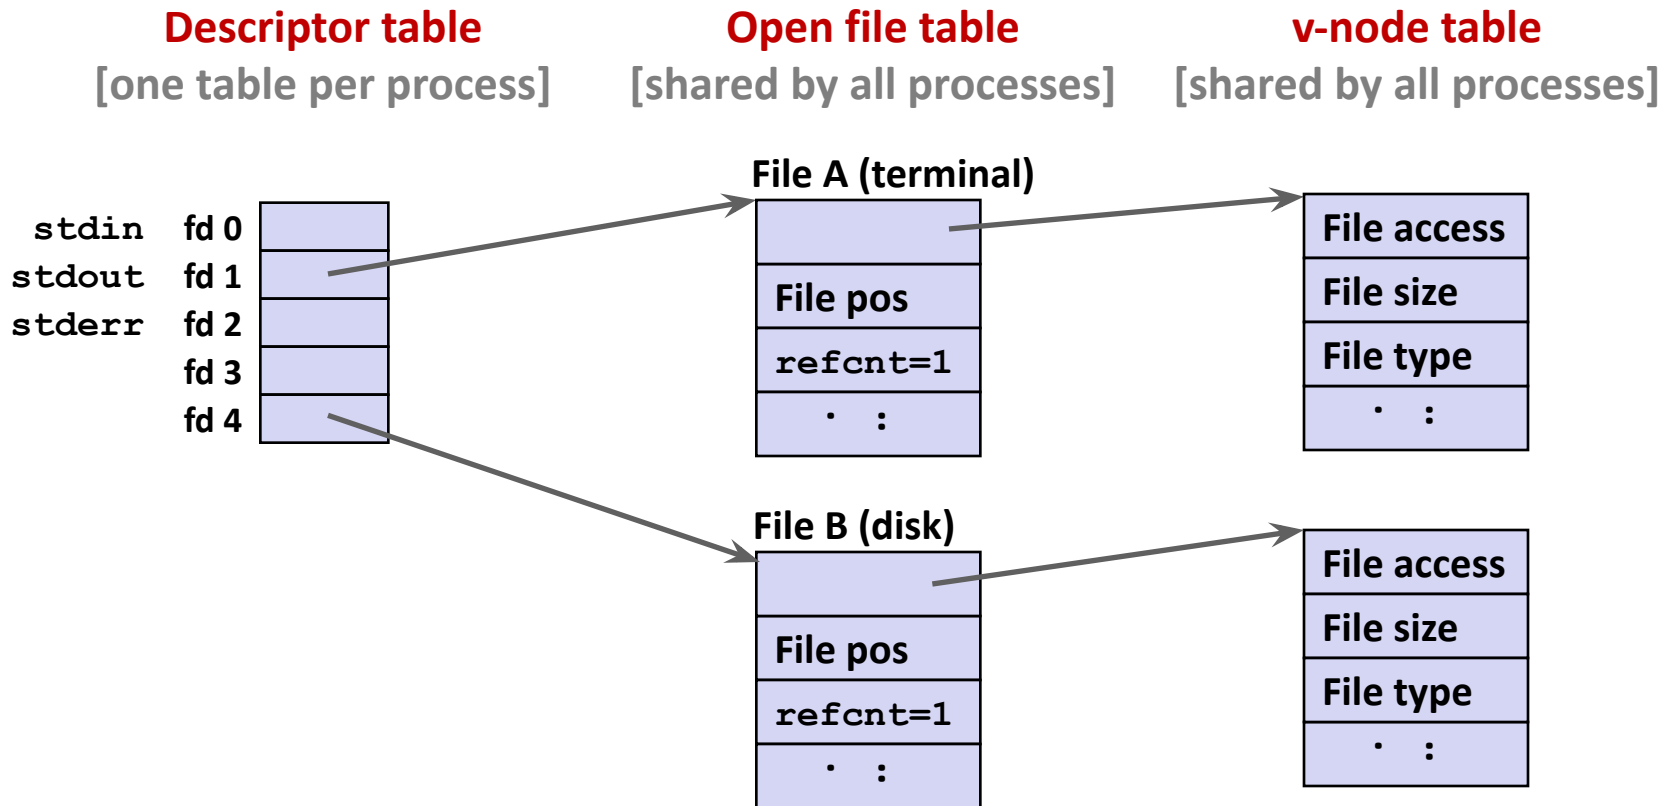 Descriptor table
[one table per process]
Open file table
[shared by all processes]
v-node table
[shared by all processes]
stdin fd 0
stdout fd 1
stderr fd 2
fd 3
fd 4
File A (terminal)
File pos
refcnt=1
. :
File access
File size
File type
. :
File B (disk)
File pos
refcnt=1
. :
File access
File size
File type
. :